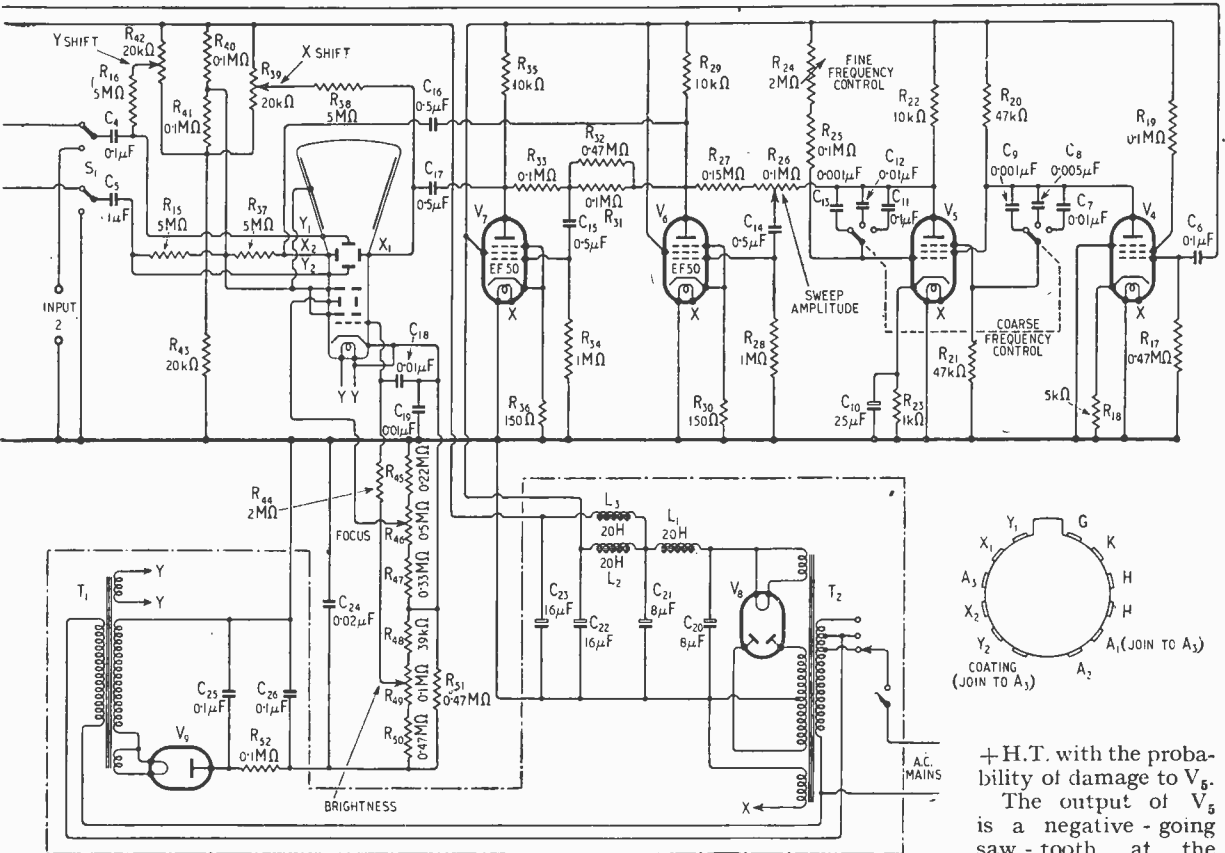 Y SHIFT
R42
20kΩ
R40
0·1MΩ
X SHIFT
R16
5MΩ
R39
20kΩ
R41
0·1MΩ
R38
5MΩ
C4
0·1μF
S1
C5
·1μF
R15
5MΩ
R37
5MΩ
Y1
X2
Y2
X1
INPUT
2
R43
20kΩ
Y Y
C18
0·01μF
C19
0·01μF
C16
0·5μF
C17
0·5μF
R35
10kΩ
R33
0·1MΩ
R32
0·47MΩ
0·1MΩ
R31
V7
EF50
X
C15
0·5μF
R34
1MΩ
R36
150Ω
R29
10kΩ
R27
0·15MΩ
R26
0·1MΩ
V6
EF50
X
C14
0·5μF
SWEEP
AMPLITUDE
R28
1MΩ
R30
150Ω
R24
2MΩ
FINE
FREQUENCY
CONTROL
R25
0·1MΩ
0·001μF
C13
C12
0·01μF
C11
0·1μF
R22
10kΩ
V5
X
C10
25μF
R23
1kΩ
R20
47kΩ
C9
0·001μF
C8
0·005μF
C7
0·01μF
R21
47kΩ
COARSE
FREQUENCY
CONTROL
R19
0·1MΩ
V4
X
C6
0·1μF
R17
0·47MΩ
5kΩ
R18
R44
2MΩ
R45
0·22MΩ
FOCUS
R46
0·5MΩ
R47
0·33MΩ
R48
39kΩ
R49
0·1MΩ
R50
0·47MΩ
R51
0·47MΩ
BRIGHTNESS
C24
0·02μF
T1
Y
Y
C25
0·1μF
C26
0·1μF
V9
R52
0·1MΩ
L3
20H
20H
L2
L1
20H
C23
16μF
C22
16μF
C21
8μF
C20
8μF
V8
T2
X
A.C.
MAINS
Y1
G
X1
K
A3
H
X2
H
Y2
A1 (JOIN TO A3)
A2
COATING
(JOIN TO A3)
+H.T. with the proba-
bility of damage to V5.
The output of V5
is a negative-going
saw-tooth at the